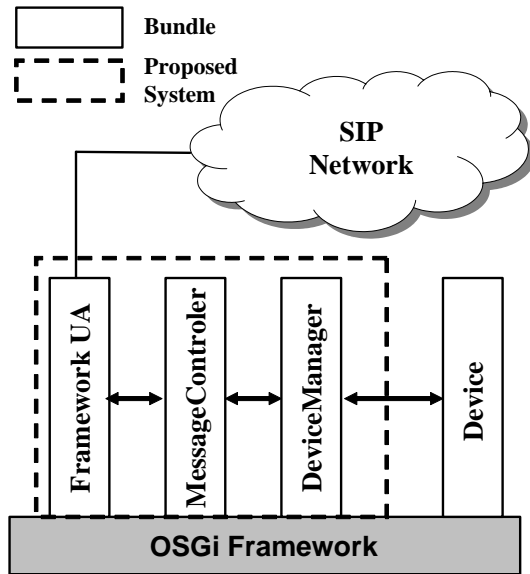 Bundle
Proposed
System
SIP
Network
Framework UA
MessageControler
DeviceManager
Device
OSGi Framework